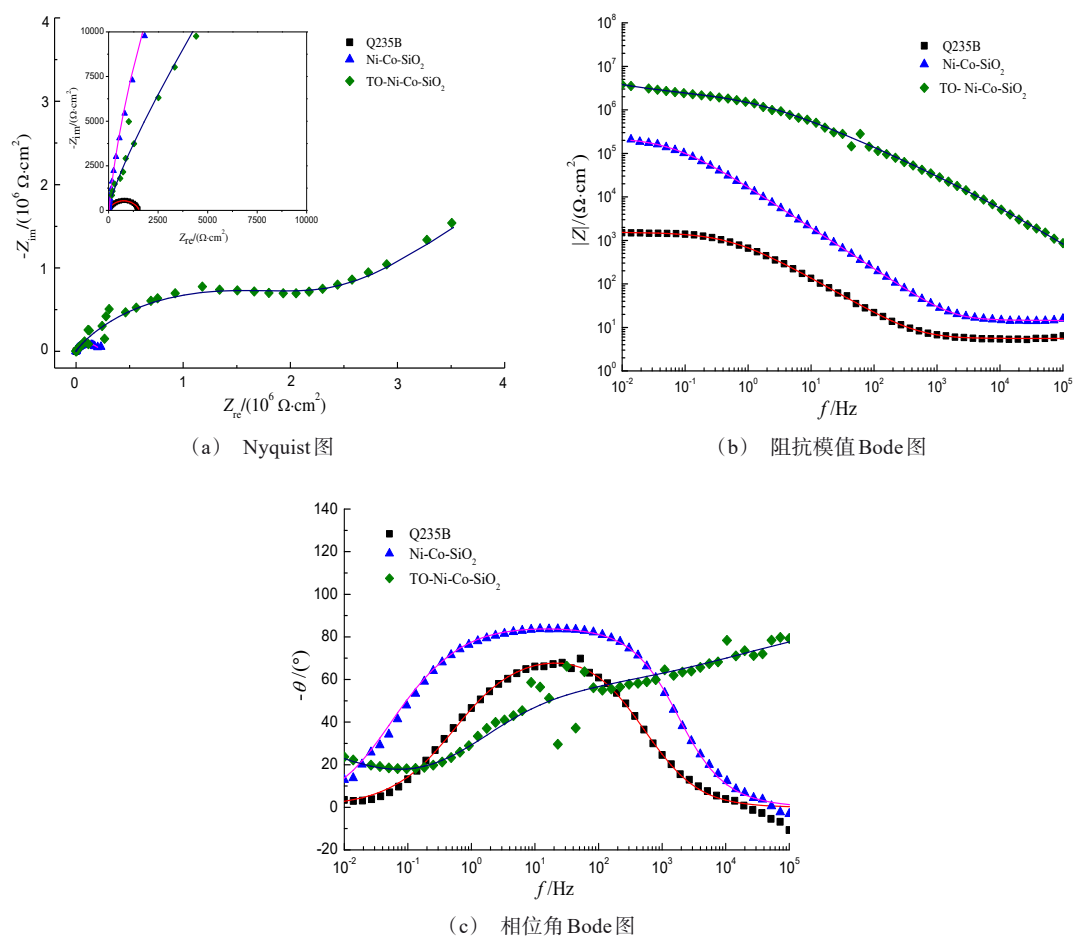 4
3
2
1
0
-Z_im/(10^6 Ω·cm^2)
0 1 2 3 4
Z_re/(10^6 Ω·cm^2)
10000
7500
5000
2500
0
-Z_im/(Ω·cm^2)
0 2500 5000 7500 10000
Z_re/(Ω·cm^2)
Q235B
Ni-Co-SiO₂
TO-Ni-Co-SiO₂
(a) Nyquist图
10^8
10^7
10^6
10^5
10^4
10^3
10^2
10^1
10^0
|Z|/(Ω·cm^2)
10^-2 10^-1 10^0 10^1 10^2 10^3 10^4 10^5
f/Hz
Q235B
Ni-Co-SiO₂
TO- Ni-Co-SiO₂
(b) 阻抗模值Bode图
140
120
100
80
60
40
20
0
-20
-θ/(°)
10^-2 10^-1 10^0 10^1 10^2 10^3 10^4 10^5
f/Hz
Q235B
Ni-Co-SiO₂
TO-Ni-Co-SiO₂
(c) 相位角Bode图